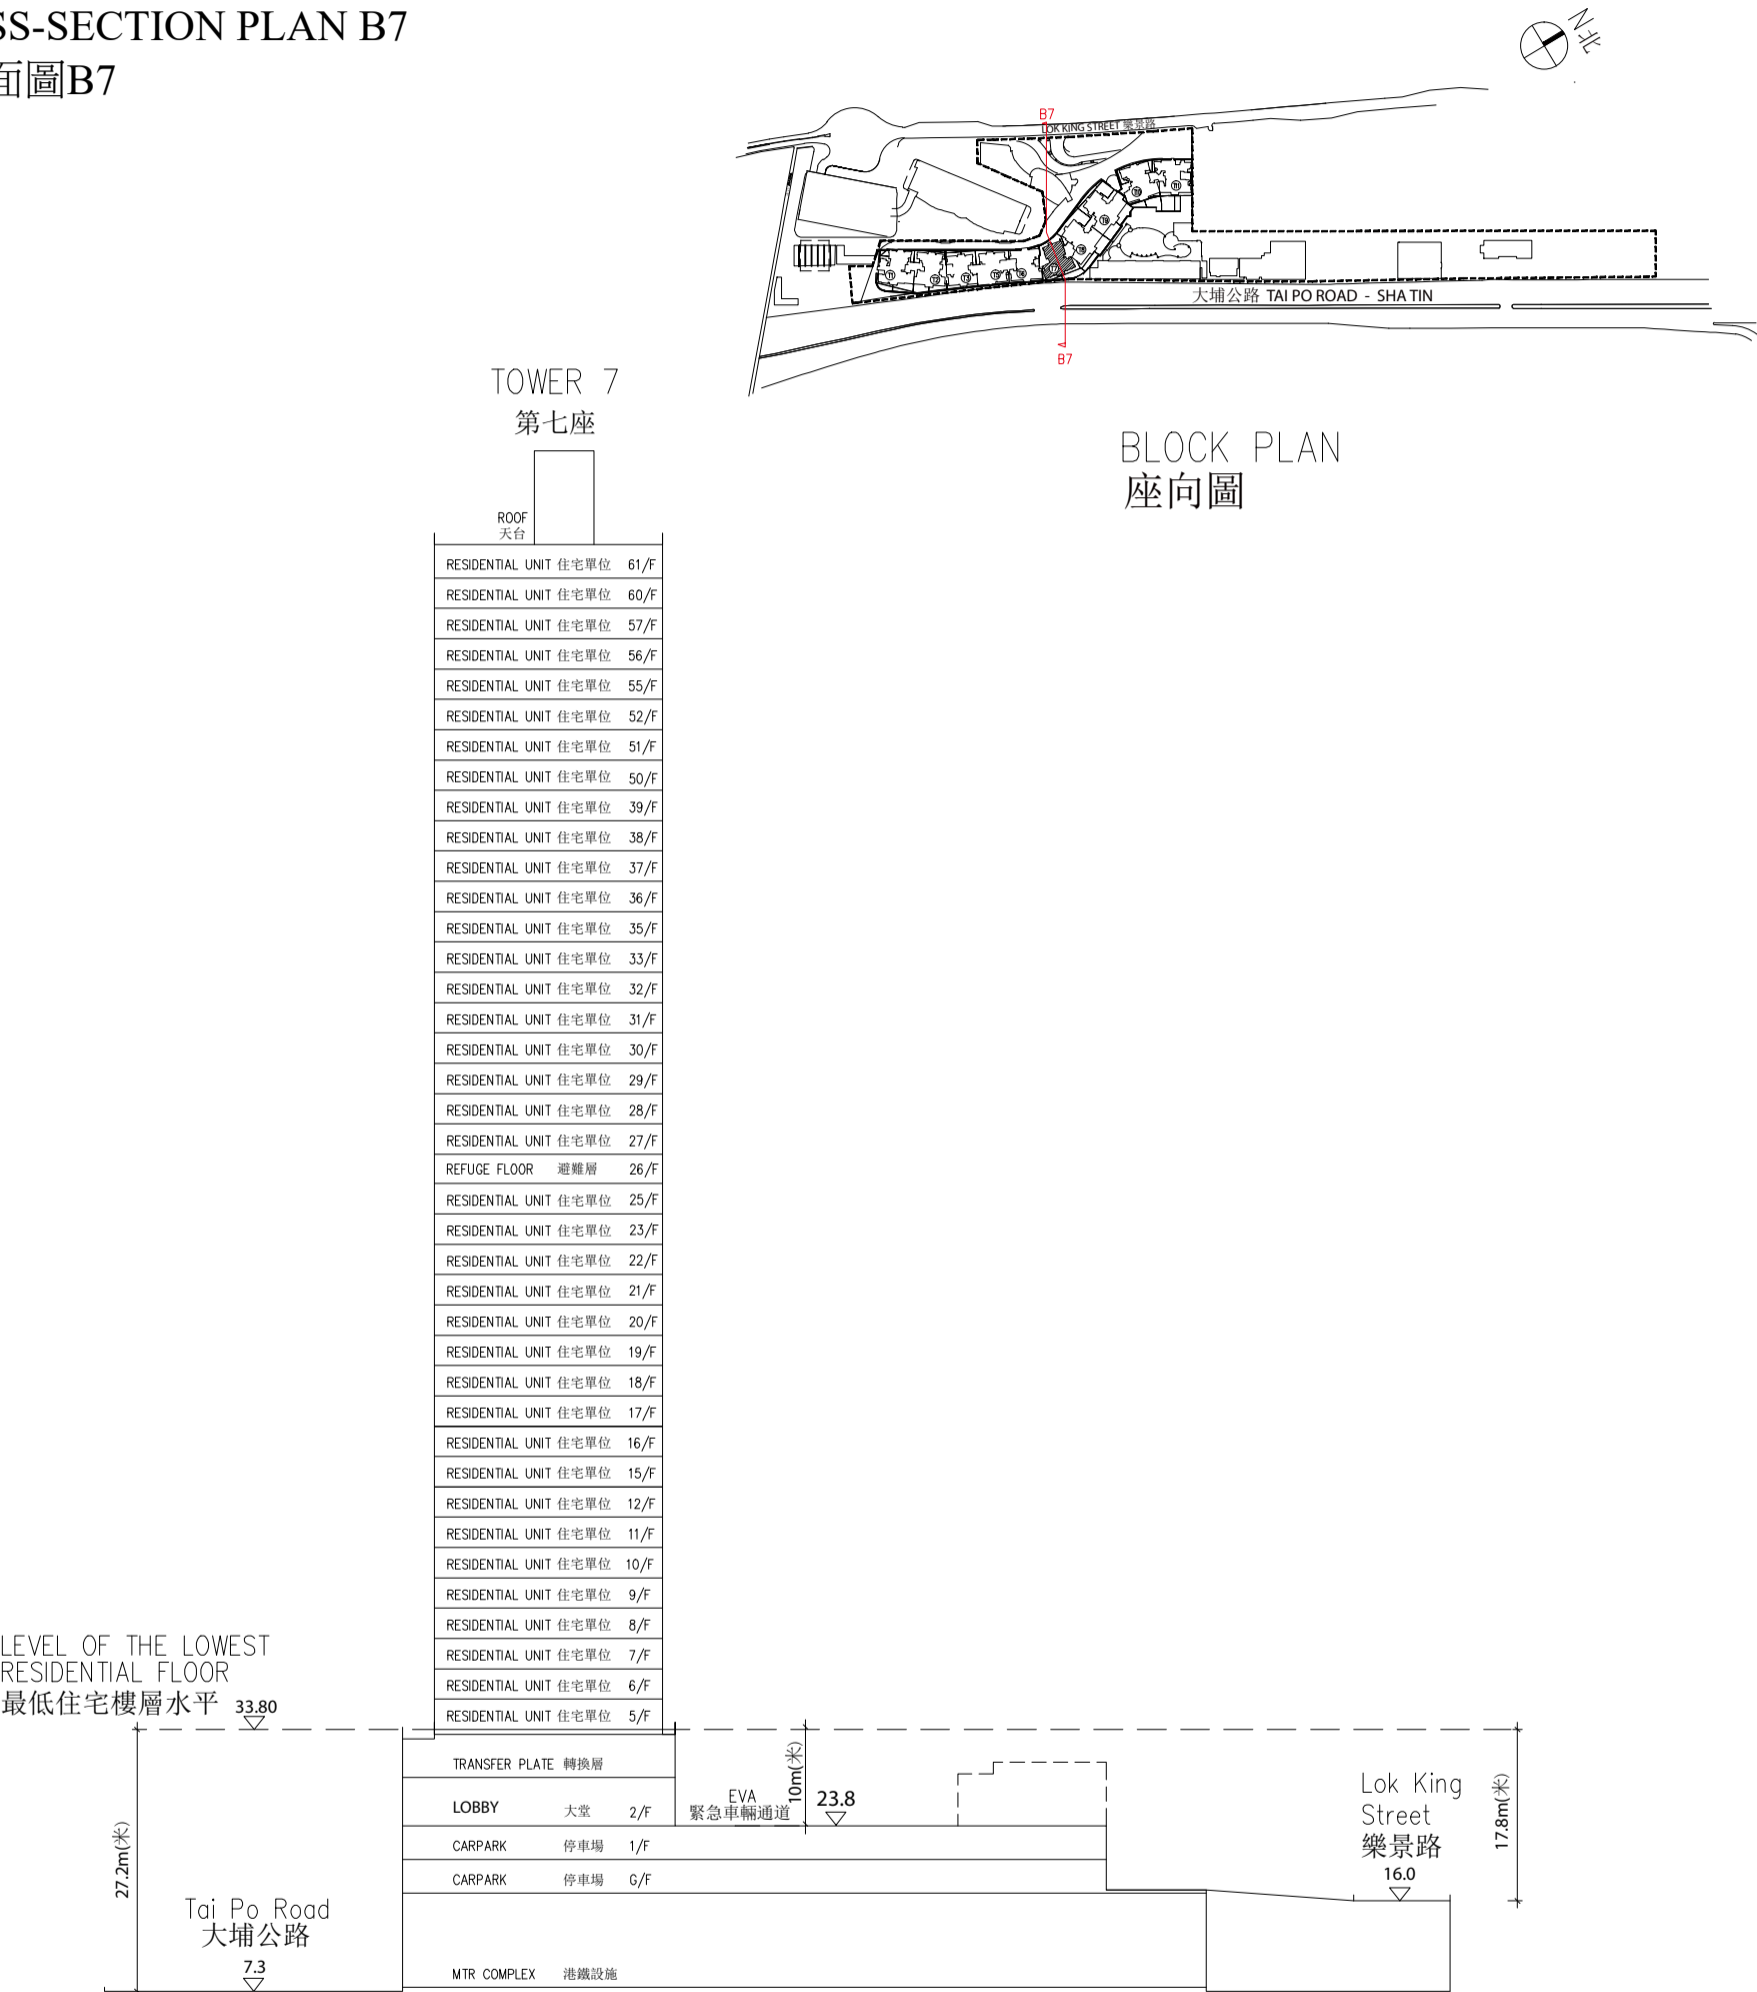 SS-SECTION PLAN B7
面圖B7
N 北
B7
LOK KING STREET 樂景路
T1
T2
T3
T5
T6
T7
T8
T9
T10
T11
大埔公路 TAI PO ROAD - SHA TIN
B7
BLOCK PLAN
座向圖
TOWER 7
第七座
ROOF
天台
RESIDENTIAL UNIT 住宅單位 61/F
RESIDENTIAL UNIT 住宅單位 60/F
RESIDENTIAL UNIT 住宅單位 57/F
RESIDENTIAL UNIT 住宅單位 56/F
RESIDENTIAL UNIT 住宅單位 55/F
RESIDENTIAL UNIT 住宅單位 52/F
RESIDENTIAL UNIT 住宅單位 51/F
RESIDENTIAL UNIT 住宅單位 50/F
RESIDENTIAL UNIT 住宅單位 39/F
RESIDENTIAL UNIT 住宅單位 38/F
RESIDENTIAL UNIT 住宅單位 37/F
RESIDENTIAL UNIT 住宅單位 36/F
RESIDENTIAL UNIT 住宅單位 35/F
RESIDENTIAL UNIT 住宅單位 33/F
RESIDENTIAL UNIT 住宅單位 32/F
RESIDENTIAL UNIT 住宅單位 31/F
RESIDENTIAL UNIT 住宅單位 30/F
RESIDENTIAL UNIT 住宅單位 29/F
RESIDENTIAL UNIT 住宅單位 28/F
RESIDENTIAL UNIT 住宅單位 27/F
REFUGE FLOOR 避難層 26/F
RESIDENTIAL UNIT 住宅單位 25/F
RESIDENTIAL UNIT 住宅單位 23/F
RESIDENTIAL UNIT 住宅單位 22/F
RESIDENTIAL UNIT 住宅單位 21/F
RESIDENTIAL UNIT 住宅單位 20/F
RESIDENTIAL UNIT 住宅單位 19/F
RESIDENTIAL UNIT 住宅單位 18/F
RESIDENTIAL UNIT 住宅單位 17/F
RESIDENTIAL UNIT 住宅單位 16/F
RESIDENTIAL UNIT 住宅單位 15/F
RESIDENTIAL UNIT 住宅單位 12/F
RESIDENTIAL UNIT 住宅單位 11/F
RESIDENTIAL UNIT 住宅單位 10/F
RESIDENTIAL UNIT 住宅單位 9/F
RESIDENTIAL UNIT 住宅單位 8/F
RESIDENTIAL UNIT 住宅單位 7/F
RESIDENTIAL UNIT 住宅單位 6/F
RESIDENTIAL UNIT 住宅單位 5/F
LEVEL OF THE LOWEST
RESIDENTIAL FLOOR
最低住宅樓層水平 33.80
TRANSFER PLATE 轉換層
LOBBY 大堂 2/F
CARPARK 停車場 1/F
CARPARK 停車場 G/F
MTR COMPLEX 港鐵設施
EVA
緊急車輛通道
10m(米)
23.8
27.2m(米)
Tai Po Road
大埔公路
7.3
Lok King
Street
樂景路
16.0
17.8m(米)